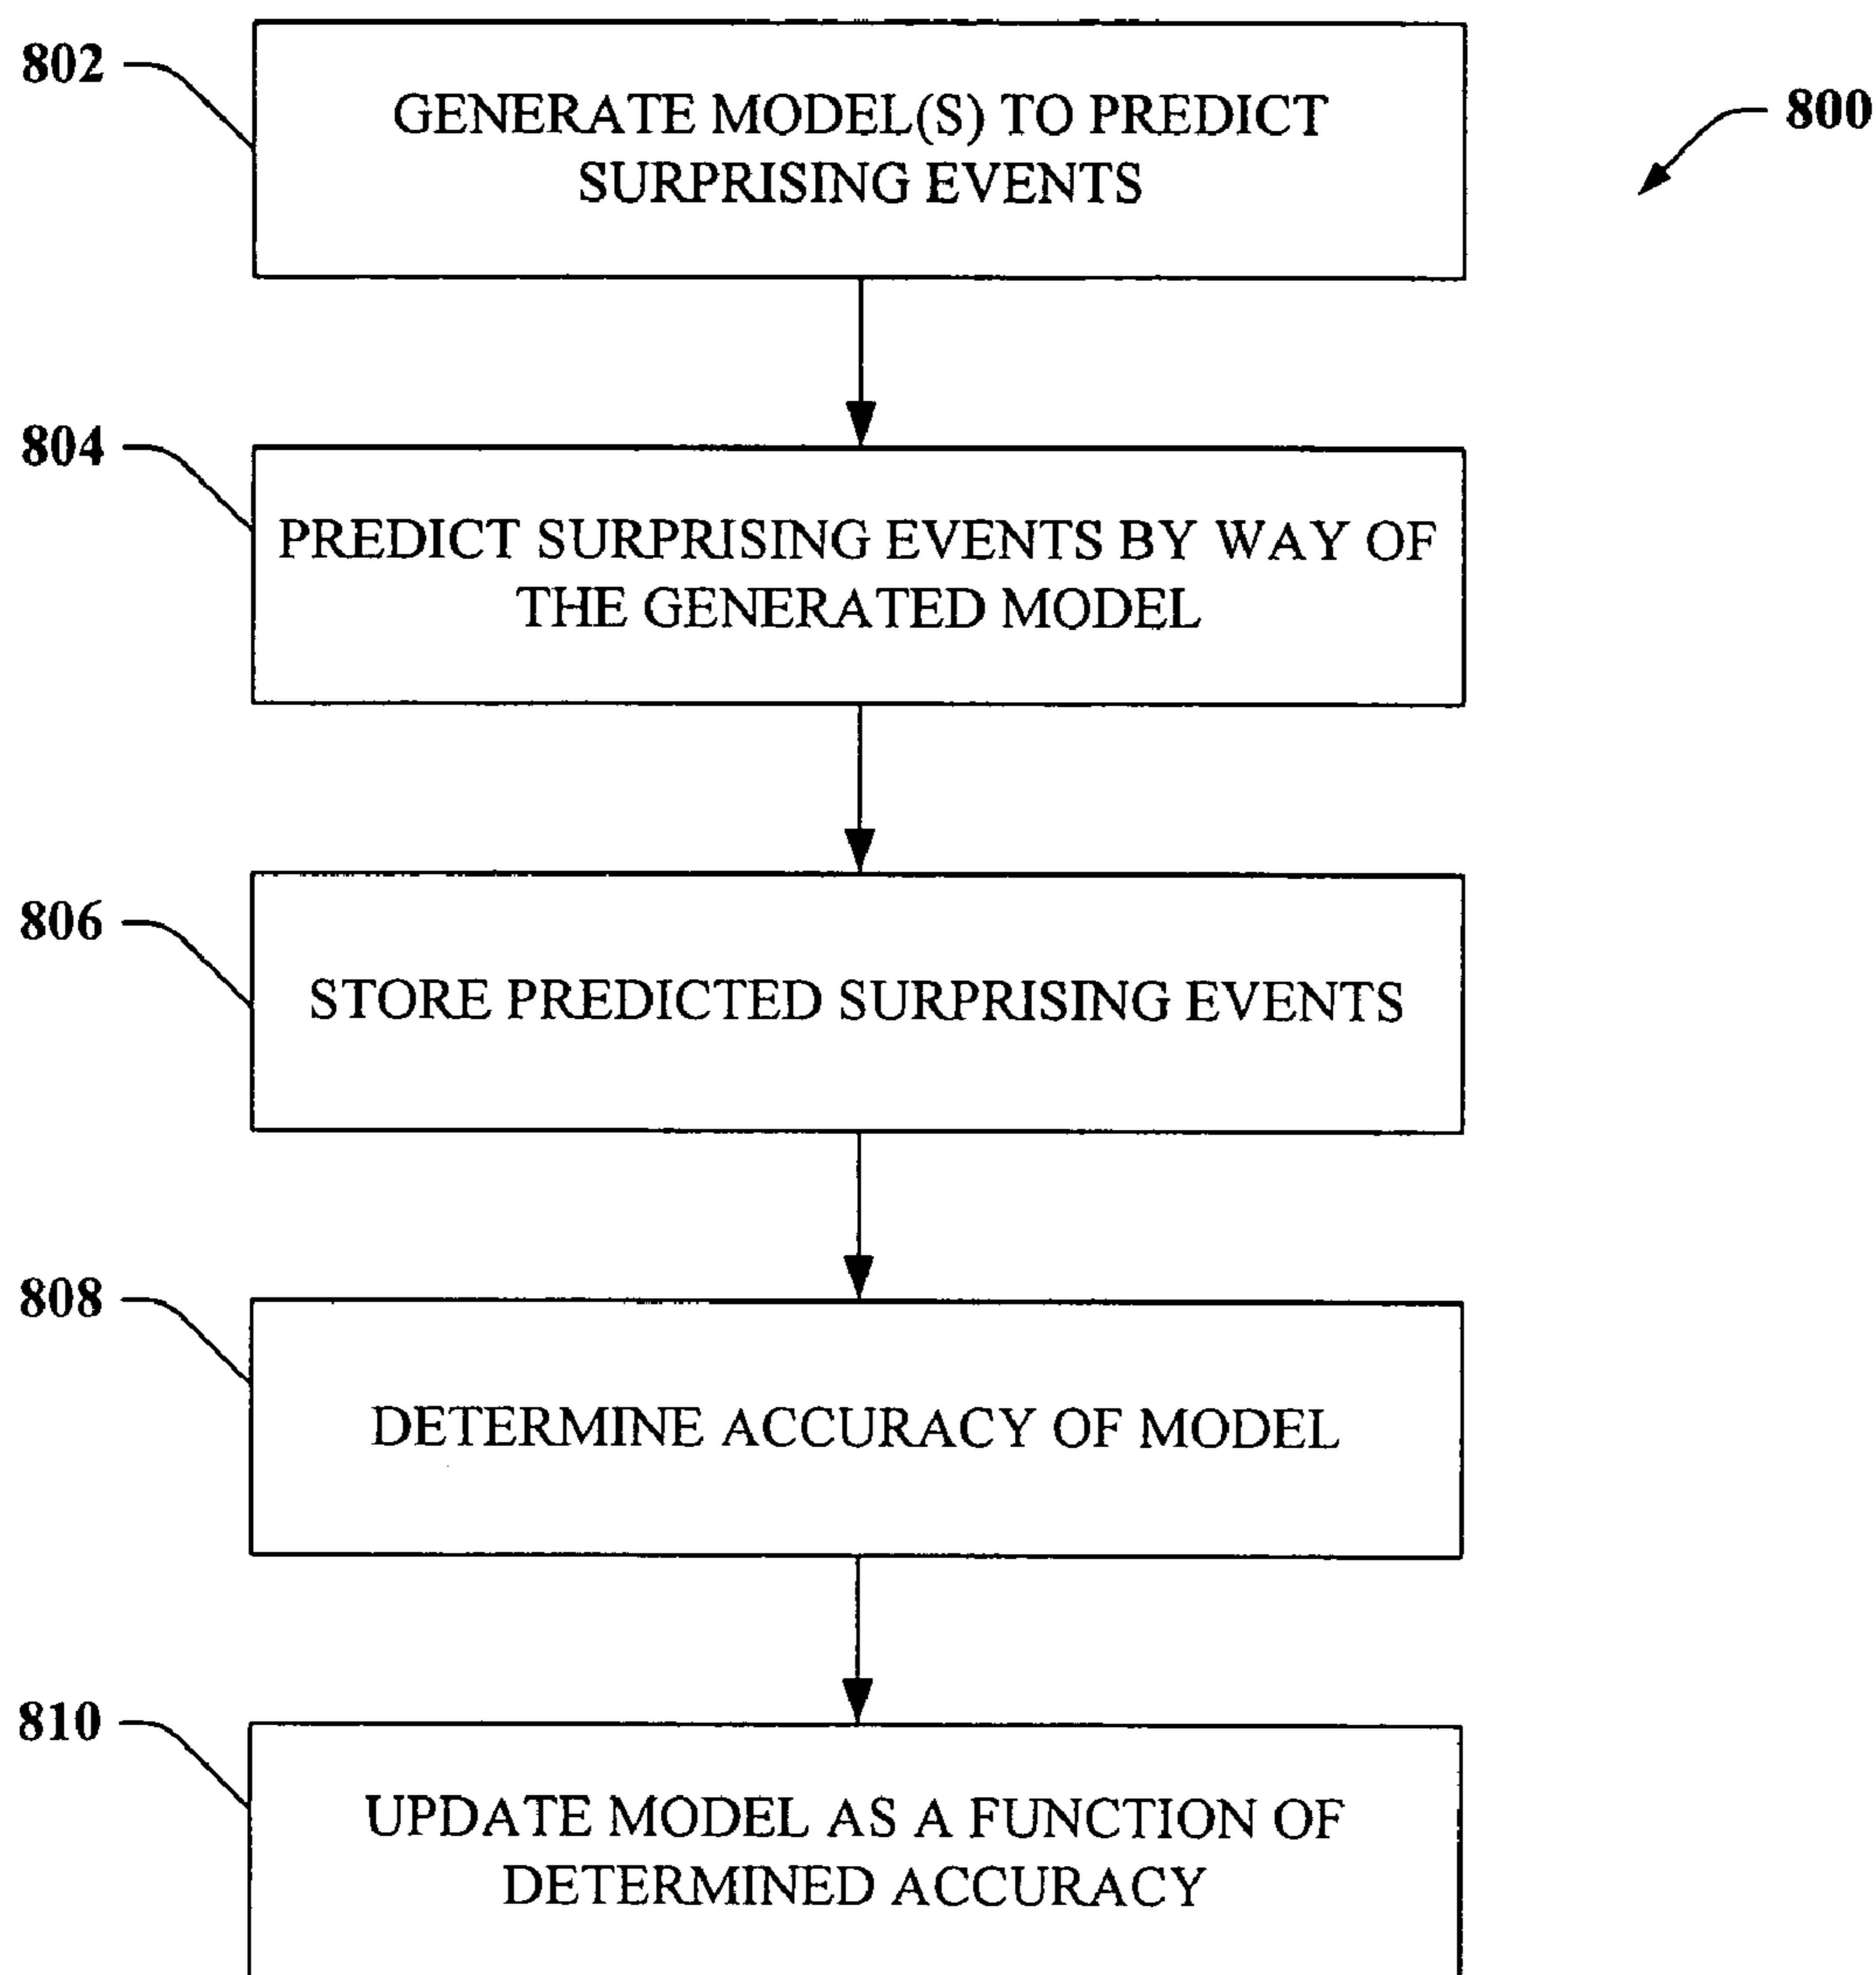 802
GENERATE MODEL(S) TO PREDICT
SURPRISING EVENTS
800
804
PREDICT SURPRISING EVENTS BY WAY OF
THE GENERATED MODEL
806
STORE PREDICTED SURPRISING EVENTS
808
DETERMINE ACCURACY OF MODEL
810
UPDATE MODEL AS A FUNCTION OF
DETERMINED ACCURACY